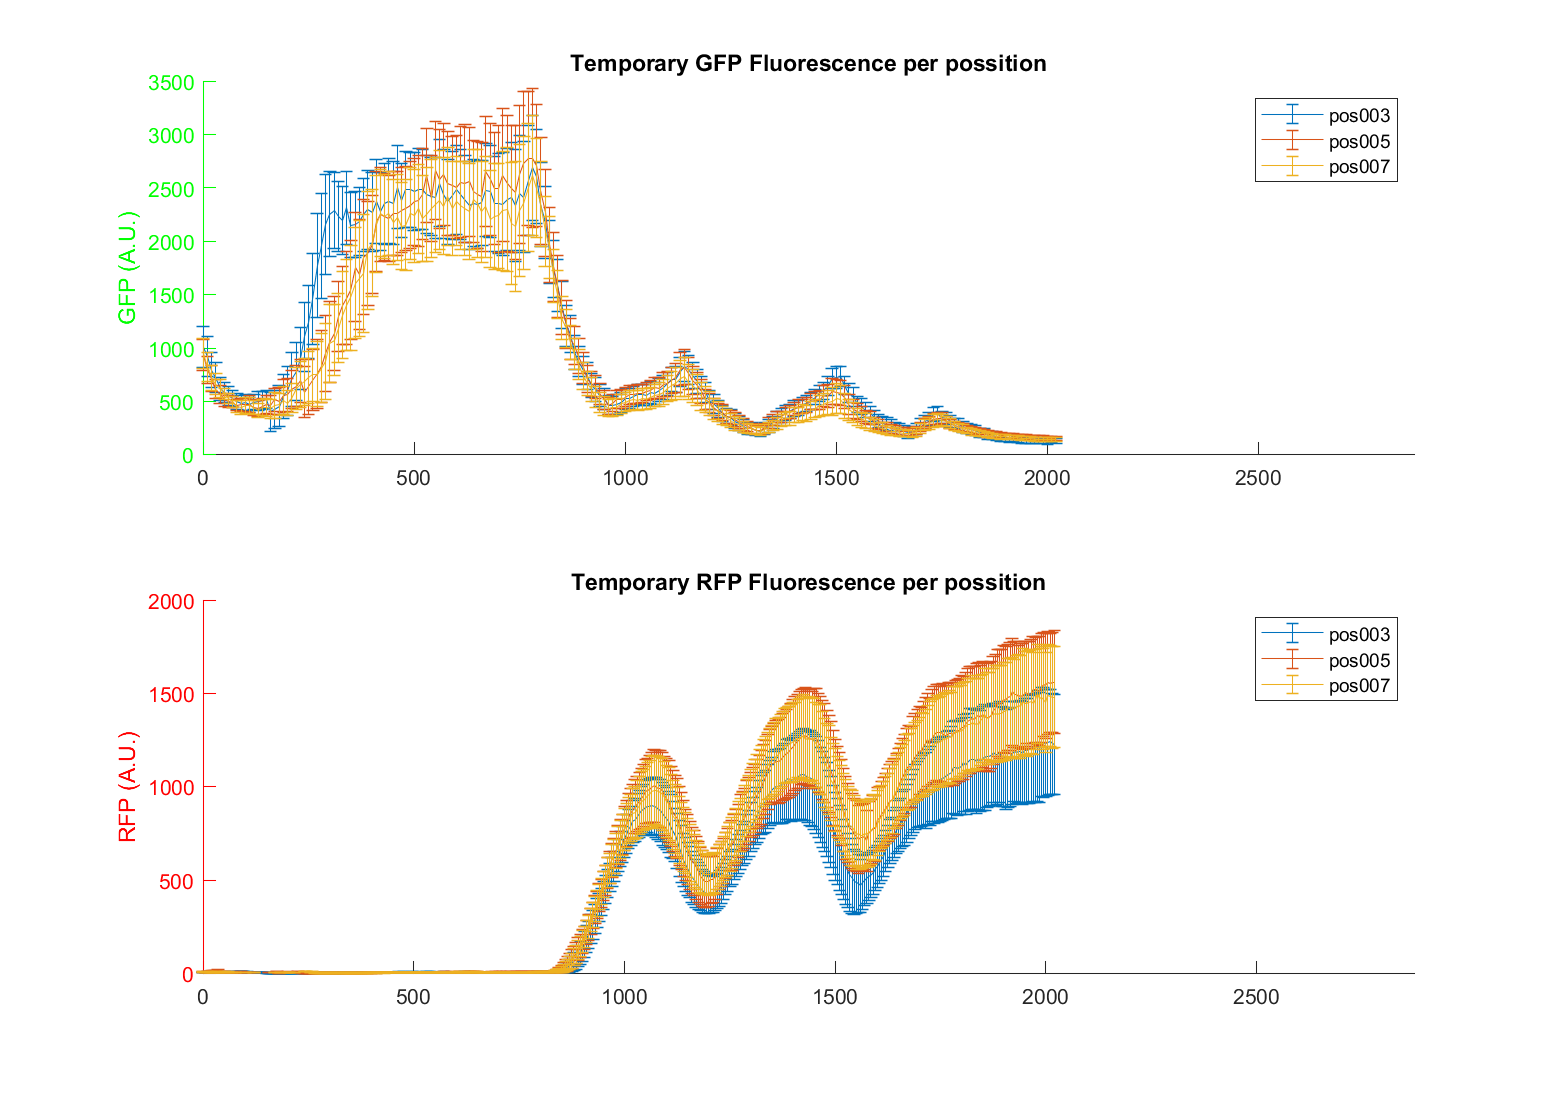 Temporary GFP Fluorescence per possition
3500
3000
2500
2000
1500
1000
500
0
GFP (A.U.)
0 500 1000 1500 2000 2500
pos003
pos005
pos007
Temporary RFP Fluorescence per possition
2000
1500
1000
500
0
RFP (A.U.)
0 500 1000 1500 2000 2500
pos003
pos005
pos007